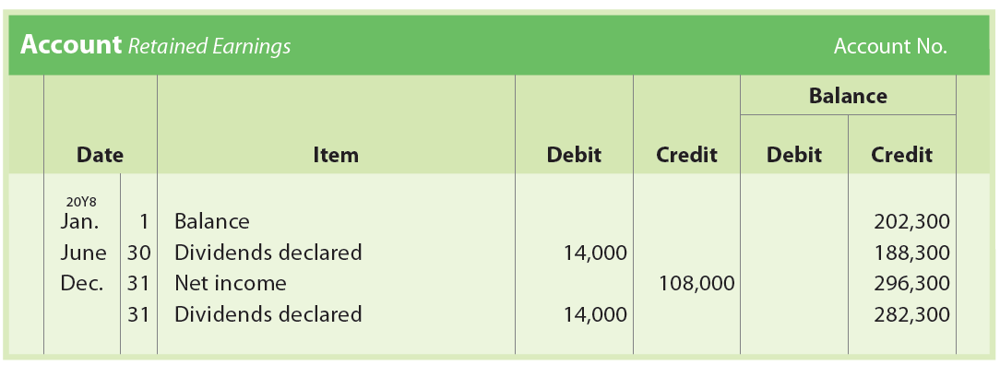 Account Retained Earnings Account No.
Balance
Date Item Debit Credit Debit Credit
20Y8
Jan. 1 Balance 202,300
June 30 Dividends declared 14,000 188,300
Dec. 31 Net income 108,000 296,300
31 Dividends declared 14,000 282,300